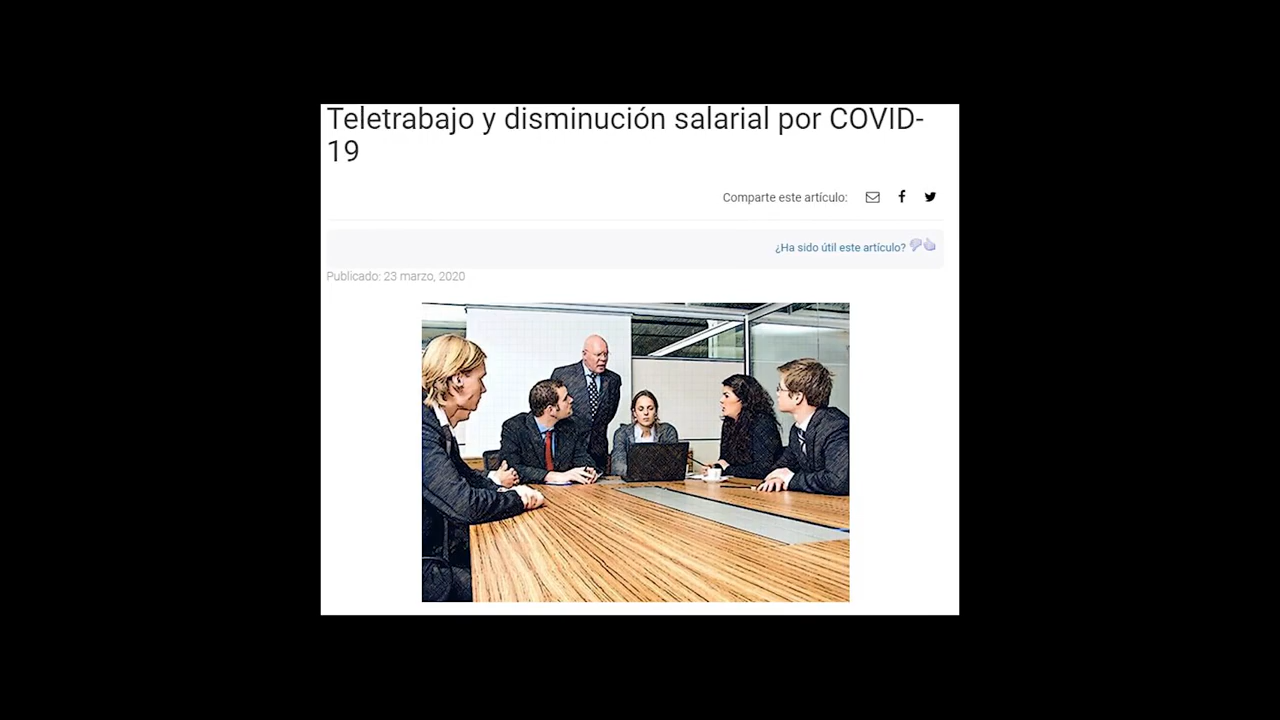 Teletrabajo y disminución salarial por COVID-
19
Comparte este artículo:
¿Ha sido útil este artículo?
Publicado: 23 marzo, 2020